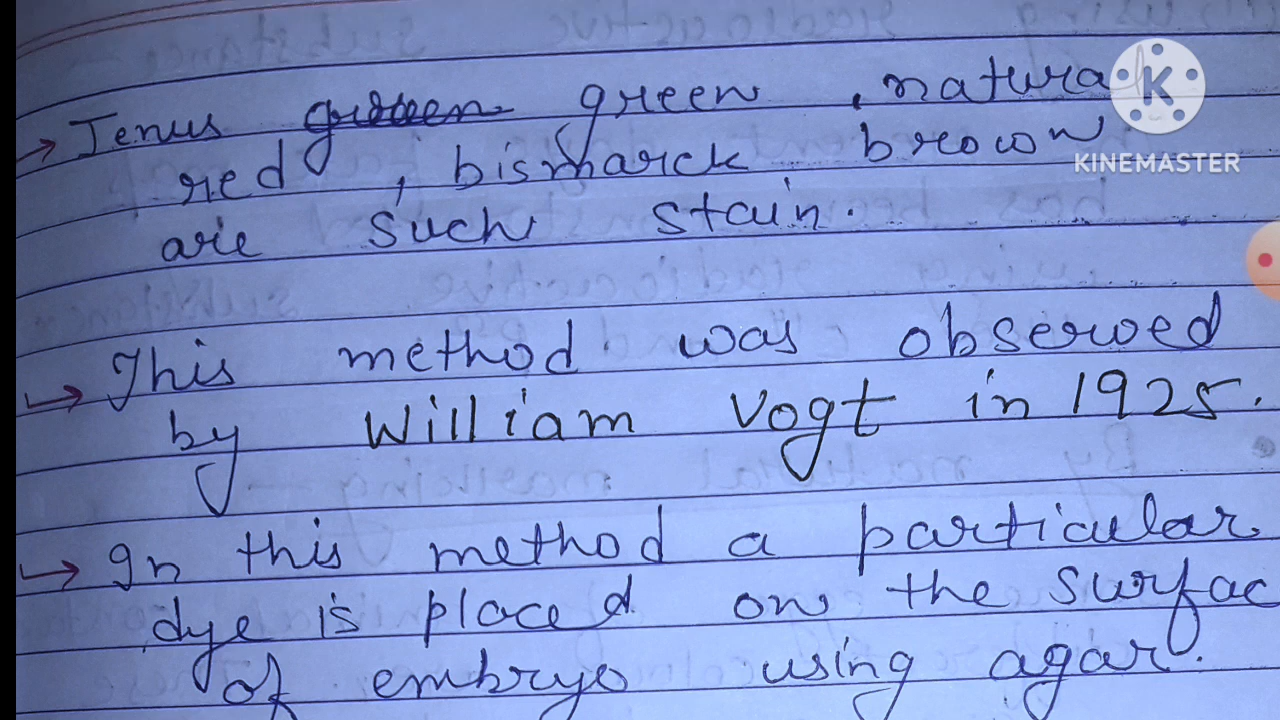 → Jenus green green, natura
red, bismarck brown
are such stain.
→ This method was observed
by William Vogt in 1925.
→ In this method a particular
dye is placed on the surfac
of embryo using agar.
K
KINEMASTER